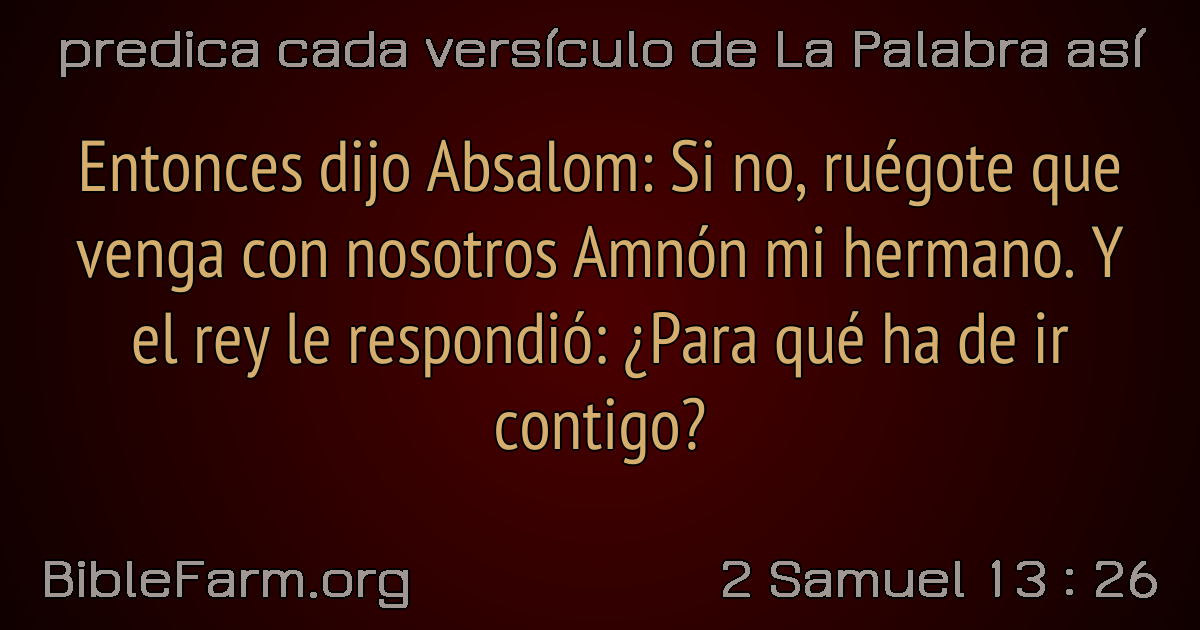 predica cada versículo de La Palabra así
Entonces dijo Absalom: Si no, ruégote que
venga con nosotros Amnón mi hermano. Y
el rey le respondió: ¿Para qué ha de ir
contigo?
BibleFarm.org
2 Samuel 13 : 26